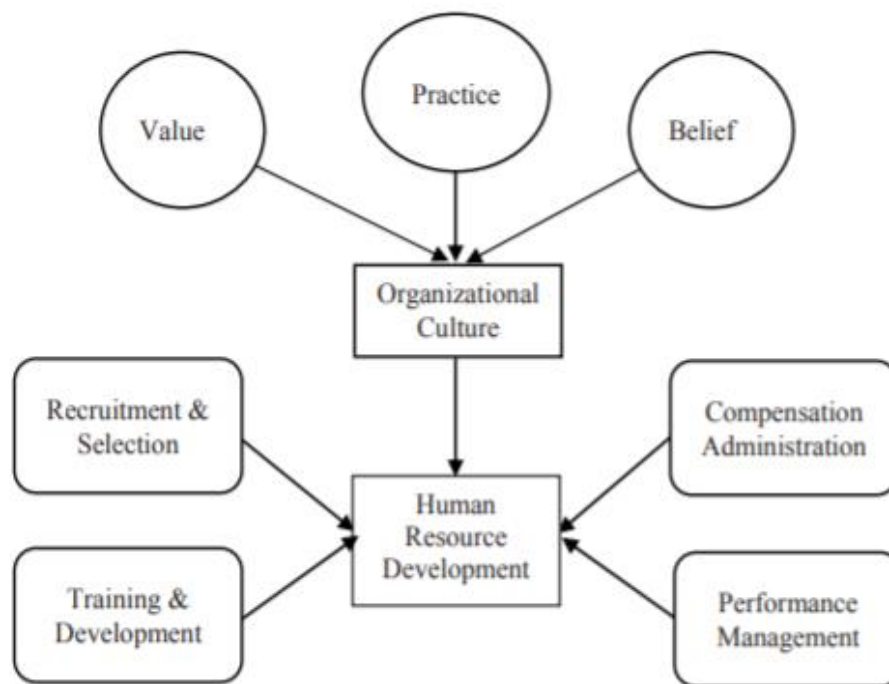 Practice
Value
Belief
Organizational
Culture
Recruitment &
Selection
Compensation
Administration
Human
Resource
Development
Training &
Development
Performance
Management